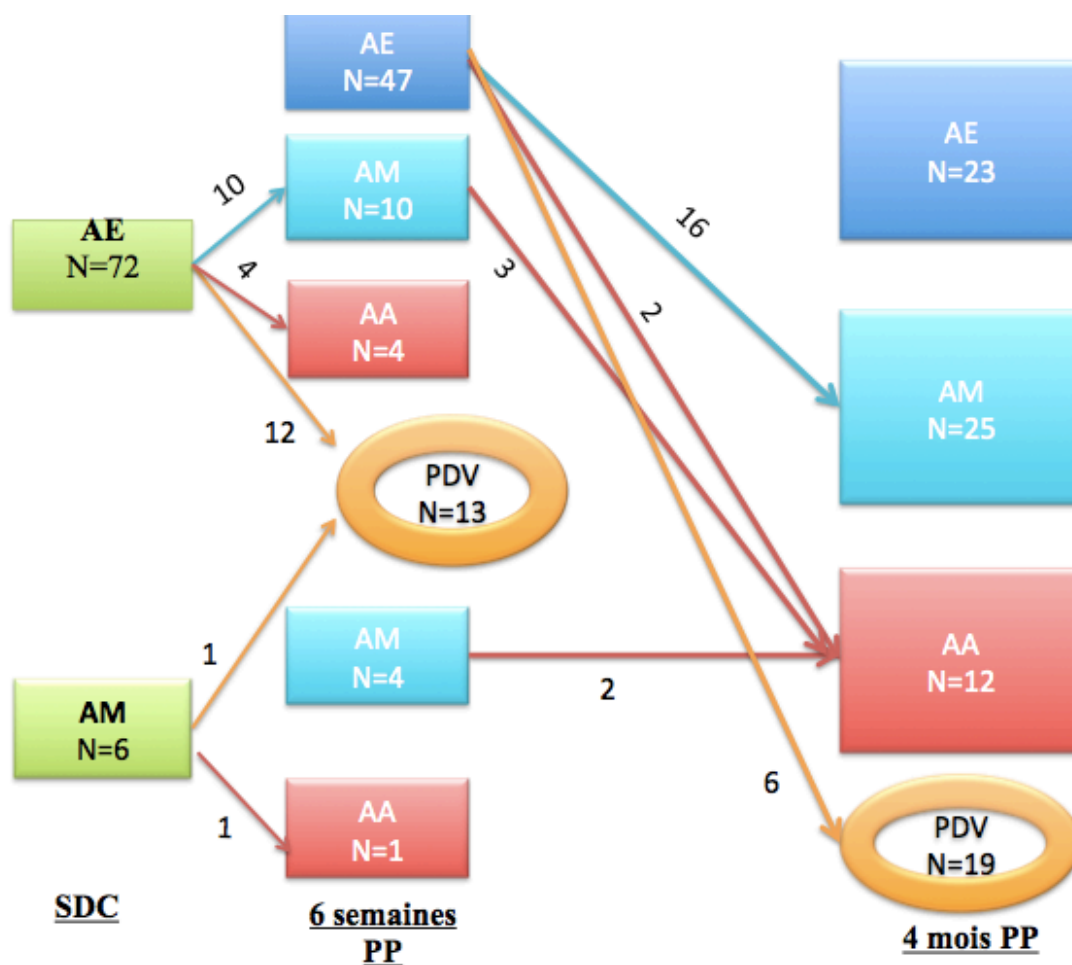 AE
N=72
AM
N=6
SDC
10
4
12
1
1
AE
N=47
AM
N=10
AA
N=4
PDV
N=13
AM
N=4
AA
N=1
6 semaines
PP
16
3
2
2
6
AE
N=23
AM
N=25
AA
N=12
PDV
N=19
4 mois PP